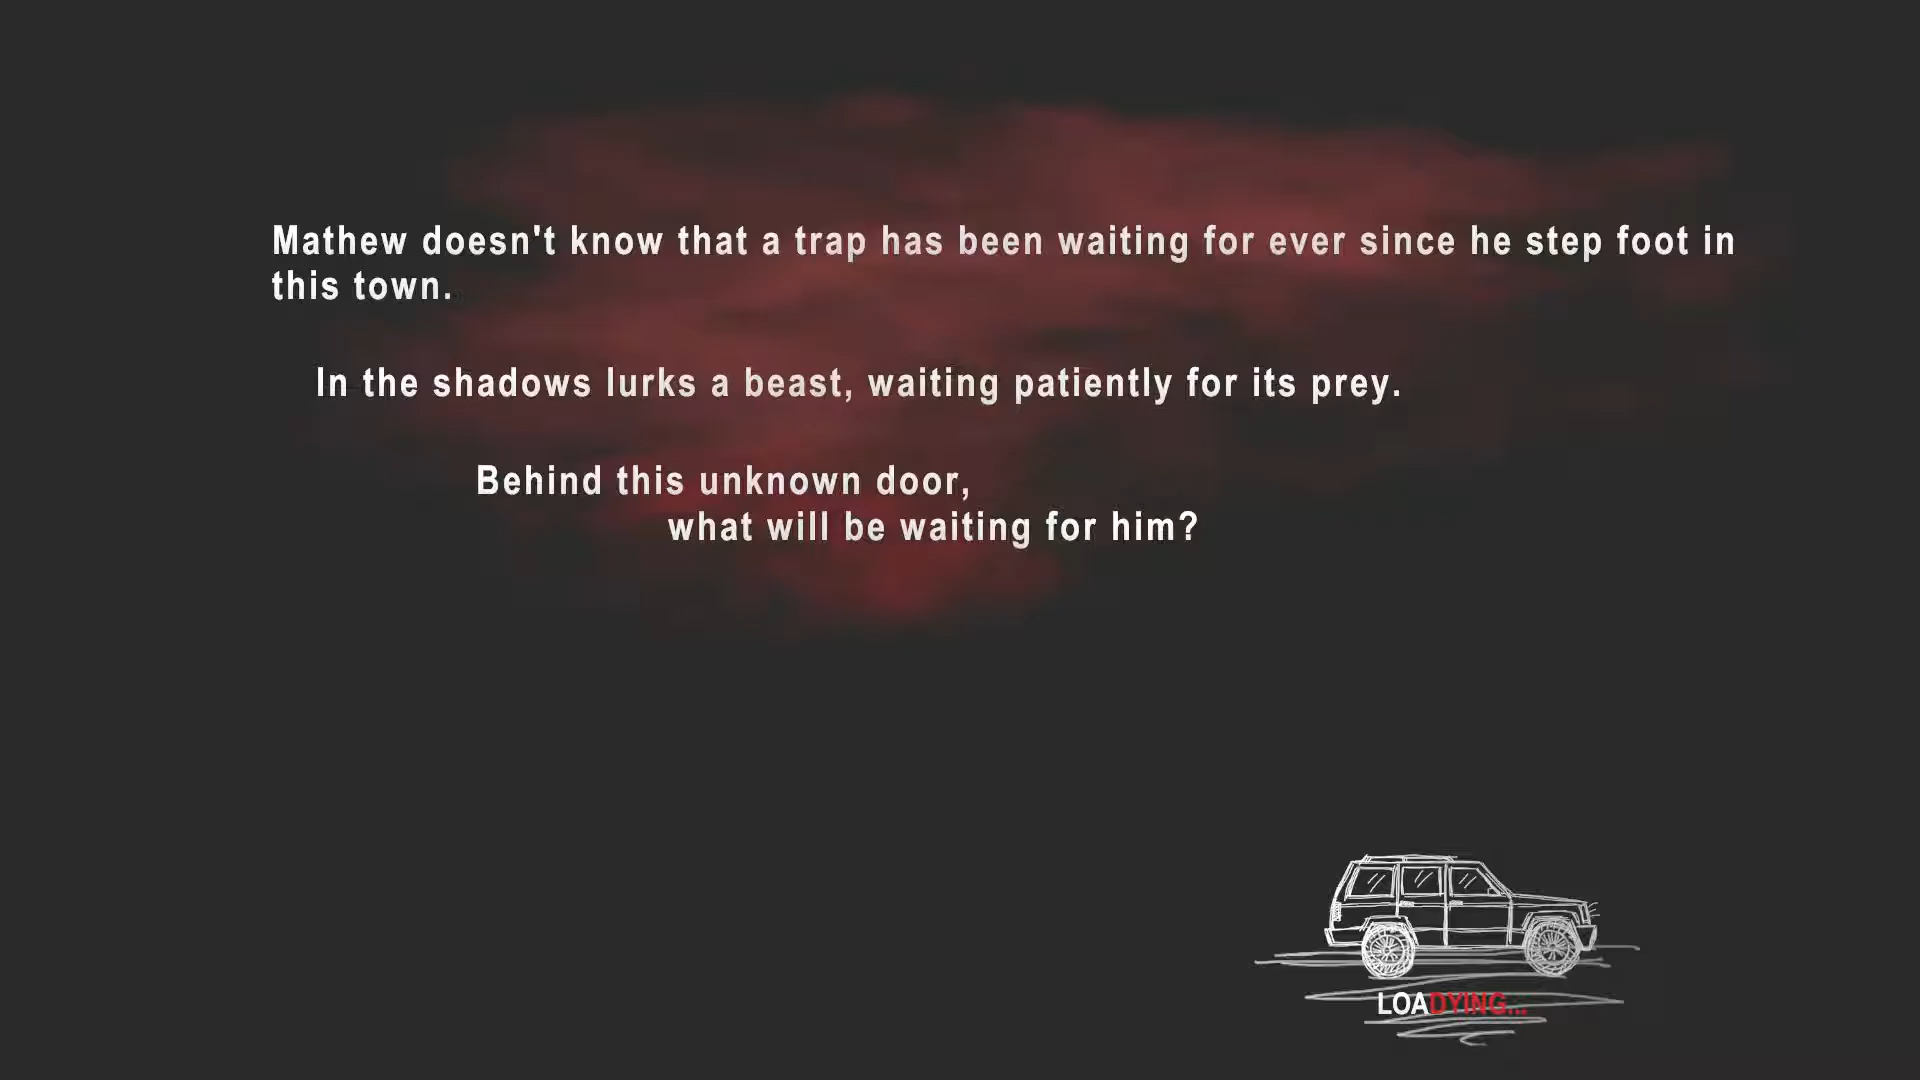 Mathew doesn't know that a trap has been waiting for ever since he step foot in
this town.
In the shadows lurks a beast, waiting patiently for its prey.
Behind this unknown door,
what will be waiting for him?
LOADYING...